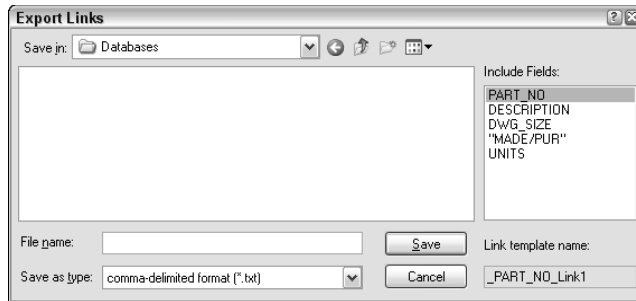 Export Links
Save in: Databases
Include Fields:
PART_NO
DESCRIPTION
DWG_SIZE
"MADE/PUR"
UNITS
File name:
Save
Link template name:
Save as type: comma-delimited format (*.txt)
Cancel
_PART_NO_Link1